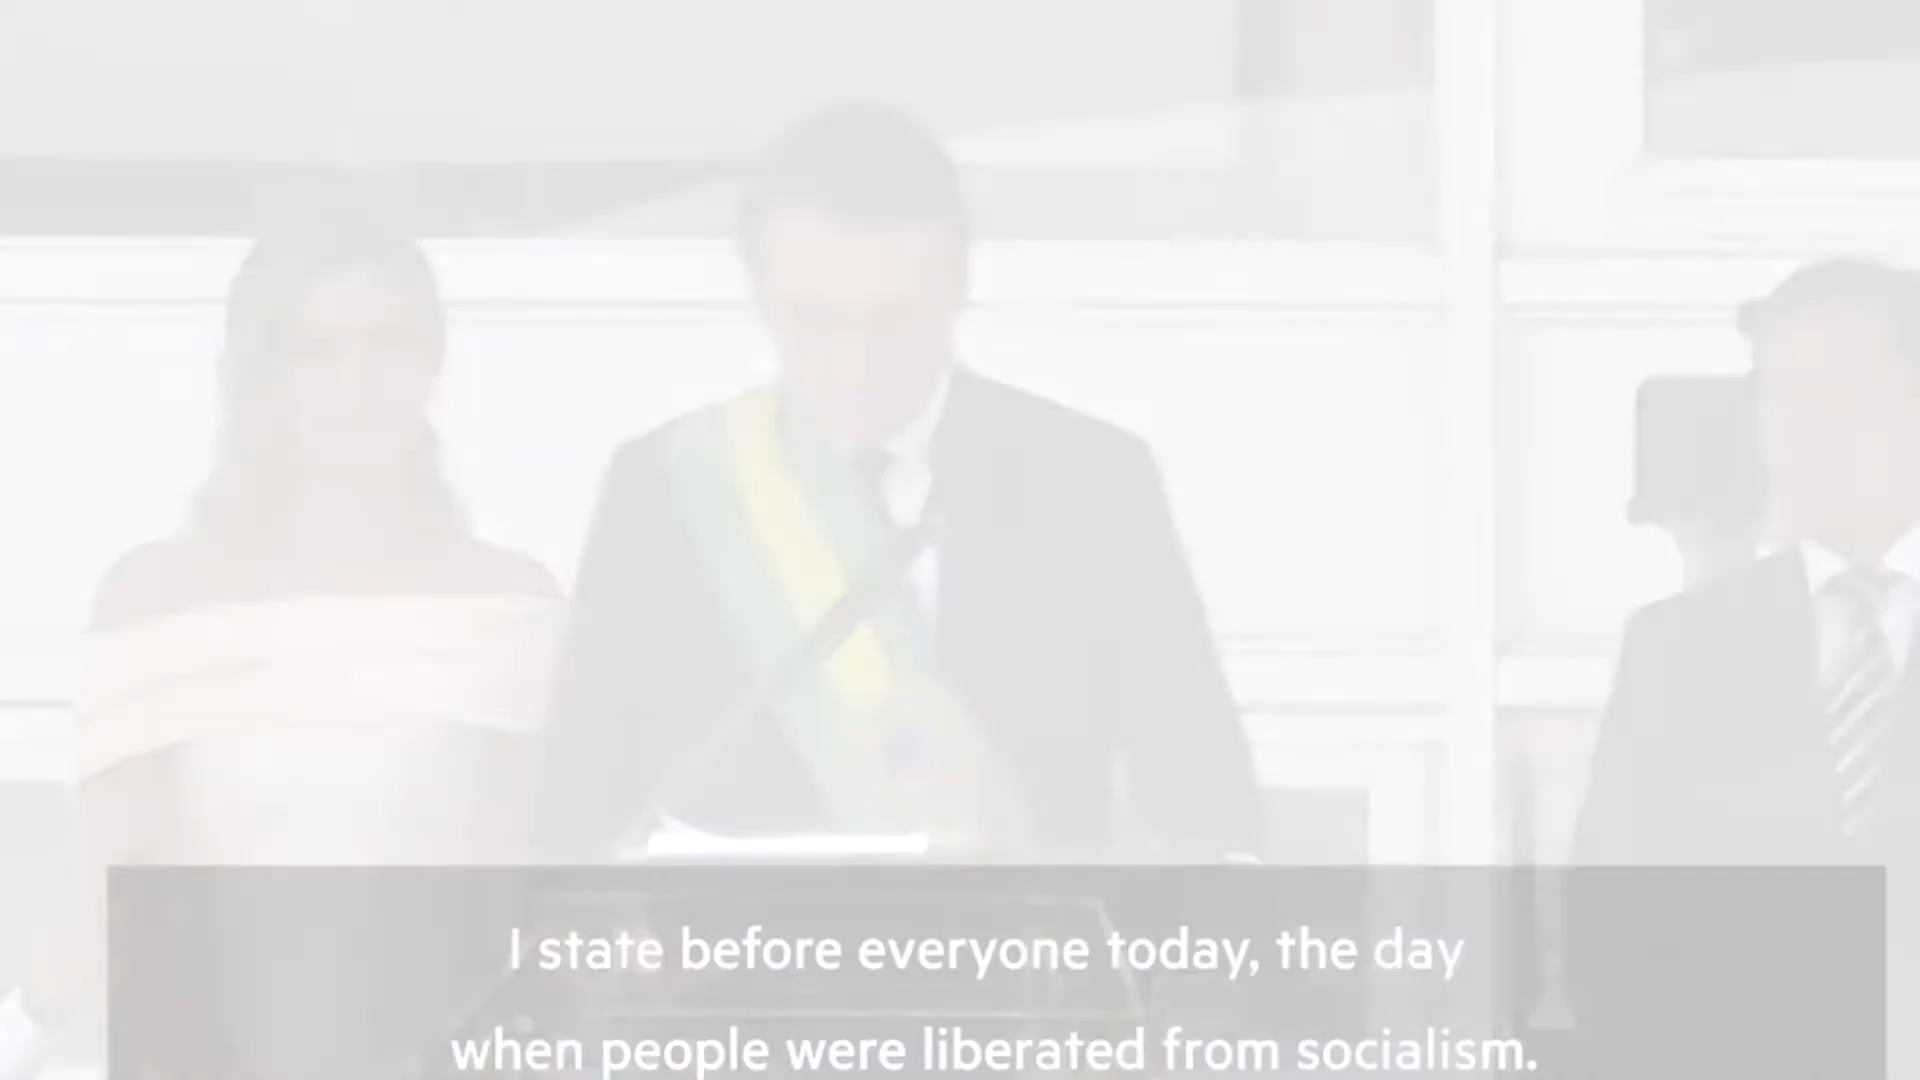 I state before everyone today, the day
when people were liberated from socialism.